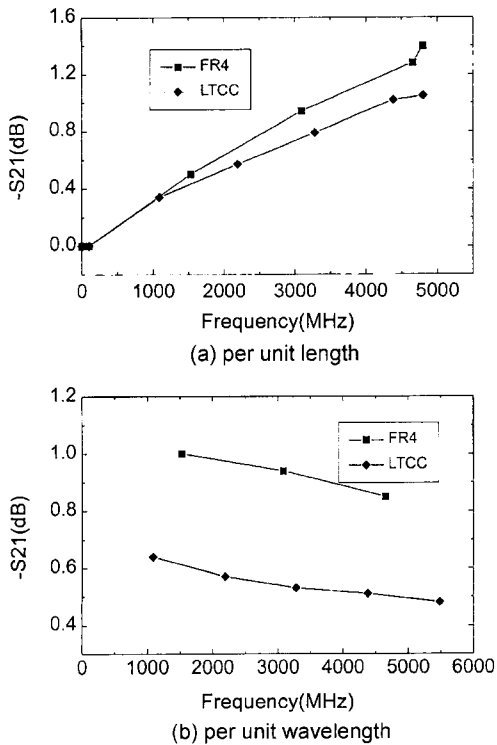 1.6
1.2
0.8
0.4
0.0
-S21(dB)
FR4
LTCC
0 1000 2000 3000 4000 5000
Frequency(MHz)
(a) per unit length
1.2
1.0
0.8
0.6
0.4
-S21(dB)
FR4
LTCC
0 1000 2000 3000 4000 5000 6000
Frequency(MHz)
(b) per unit wavelength